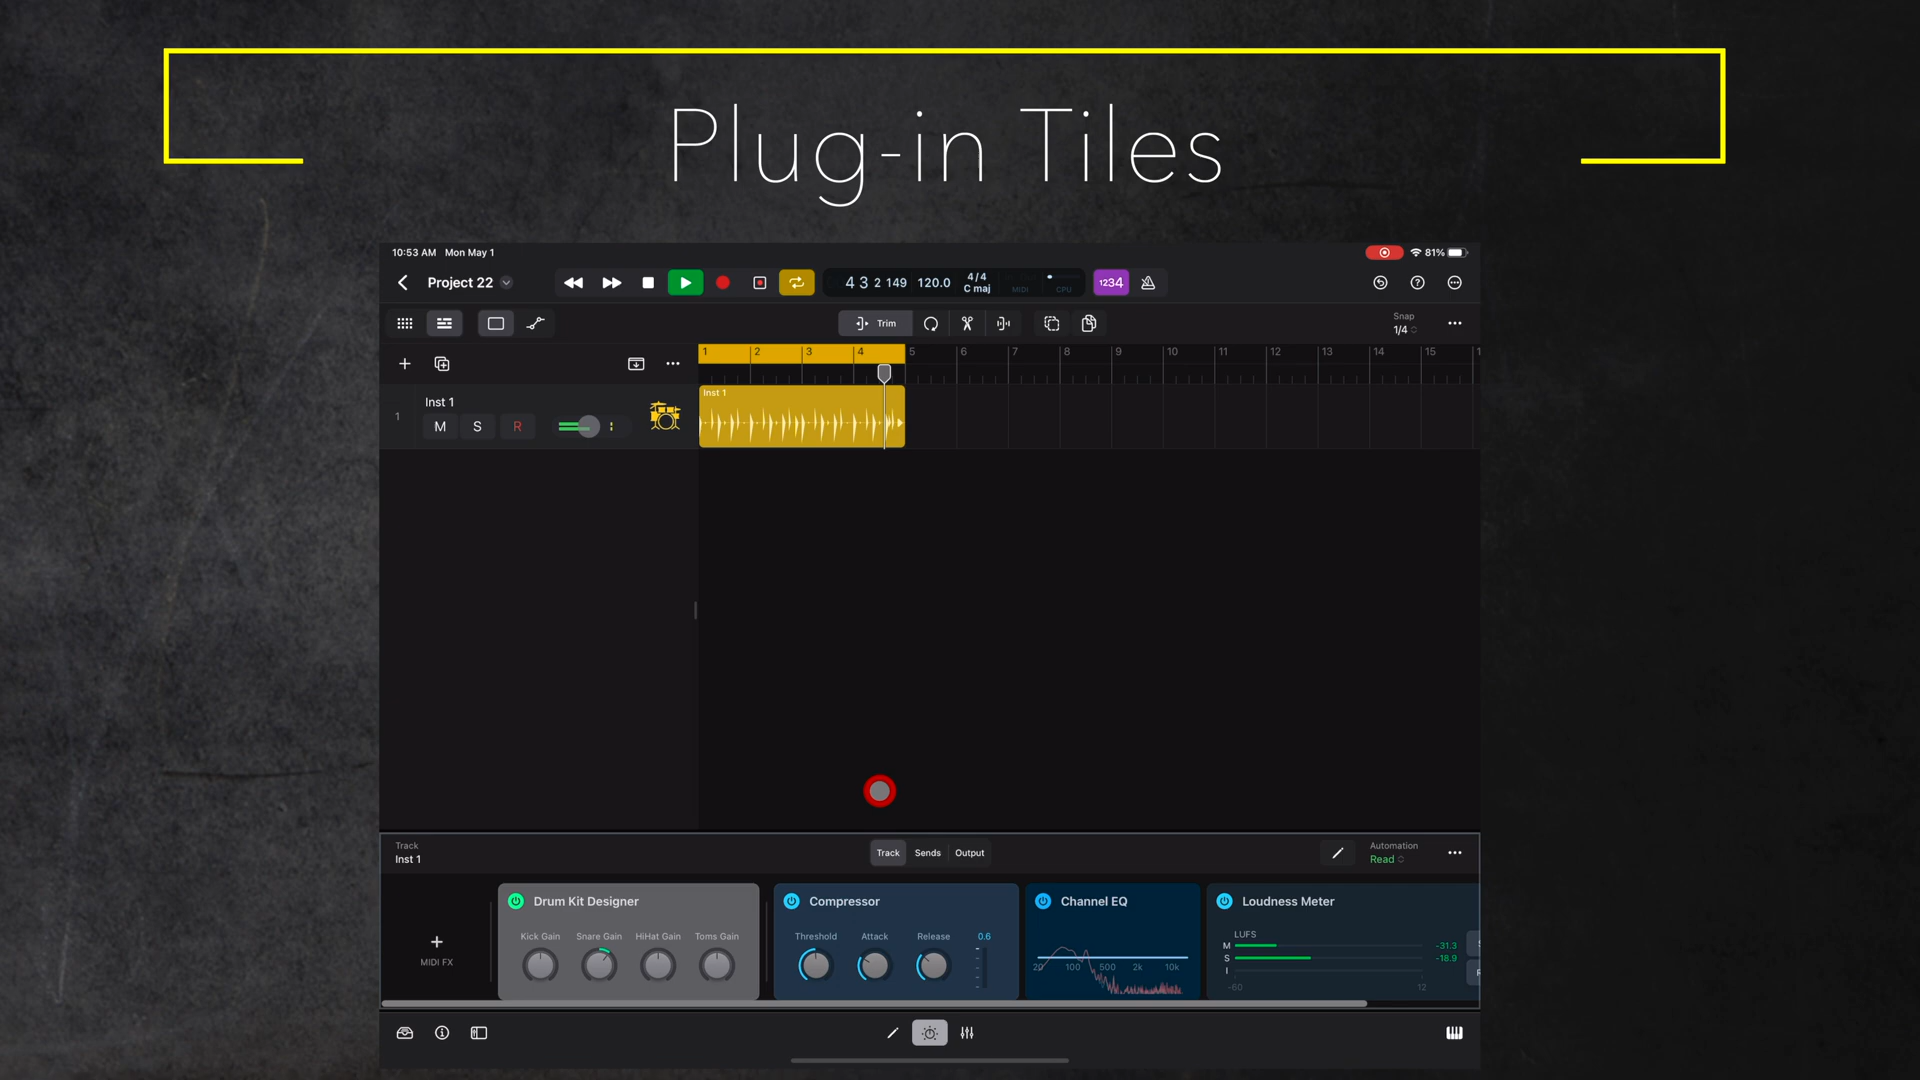 Plug-in Tiles
10:53 AM Mon May 1
81%
Project 22
4 3 2 149
120.0
4/4
C maj
MIDI
CPU
1234
Trim
Snap
1/4
1 2 3 4 5 6 7 8 9 10 11 12 13 14 15 1
1
Inst 1
M S R
Inst 1
Track
Inst 1
Track Sends Output
Automation
Read
+
MIDI FX
Drum Kit Designer
Kick Gain Snare Gain HiHat Gain Toms Gain
Compressor
Threshold Attack Release 0.6
Channel EQ
20 100 500 2k 10k
Loudness Meter
LUFS
M -31.3
S -18.9
I
-60 12